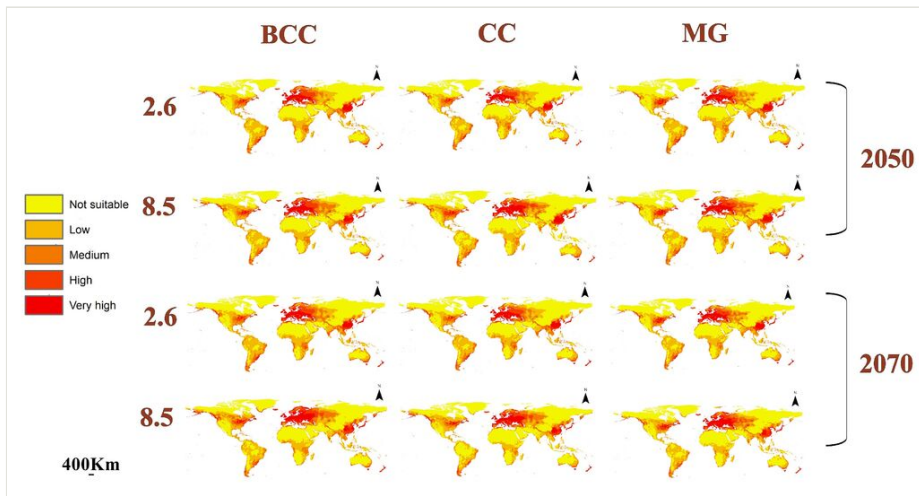 BCC CC MG
2.6
2050
8.5
Not suitable
Low
Medium
High
Very high
2.6
2070
8.5
400Km